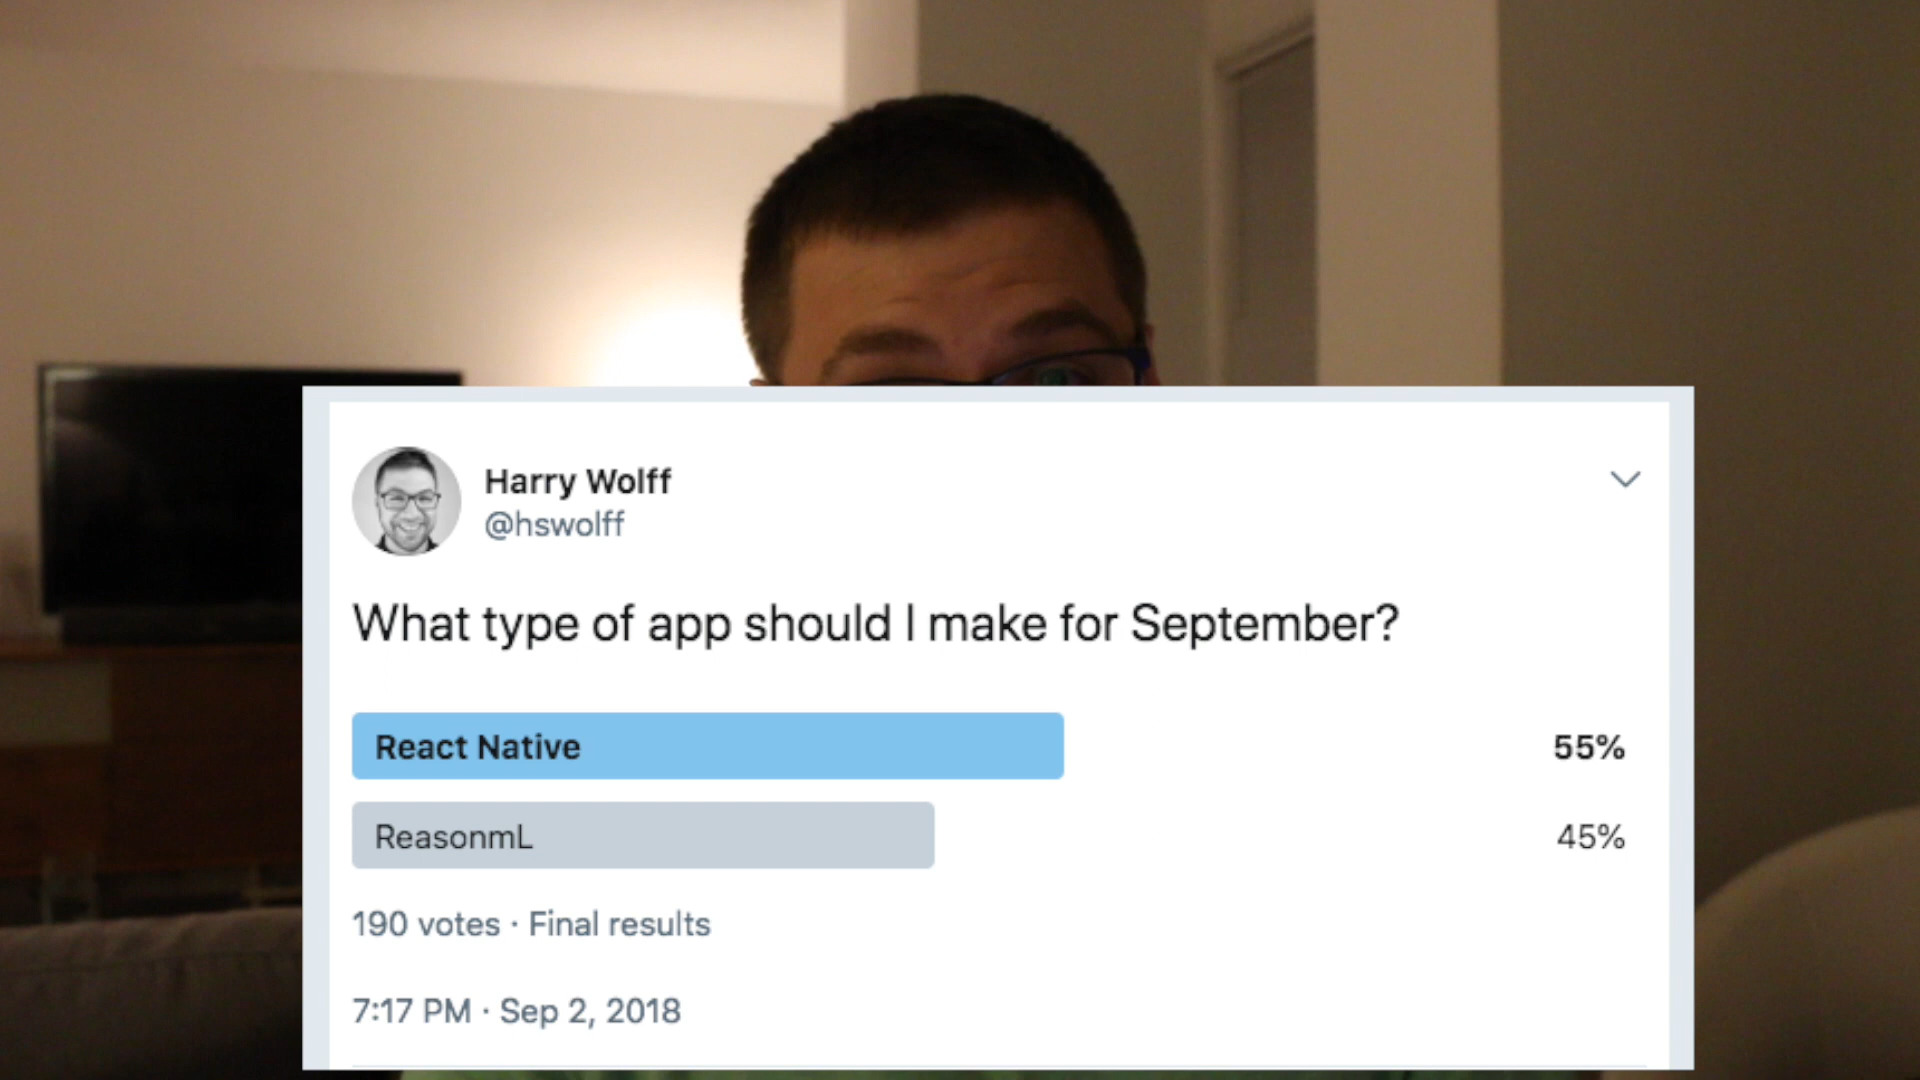 Harry Wolff
@hswolff
What type of app should I make for September?
React Native 55%
ReasonmL 45%
190 votes · Final results
7:17 PM · Sep 2, 2018